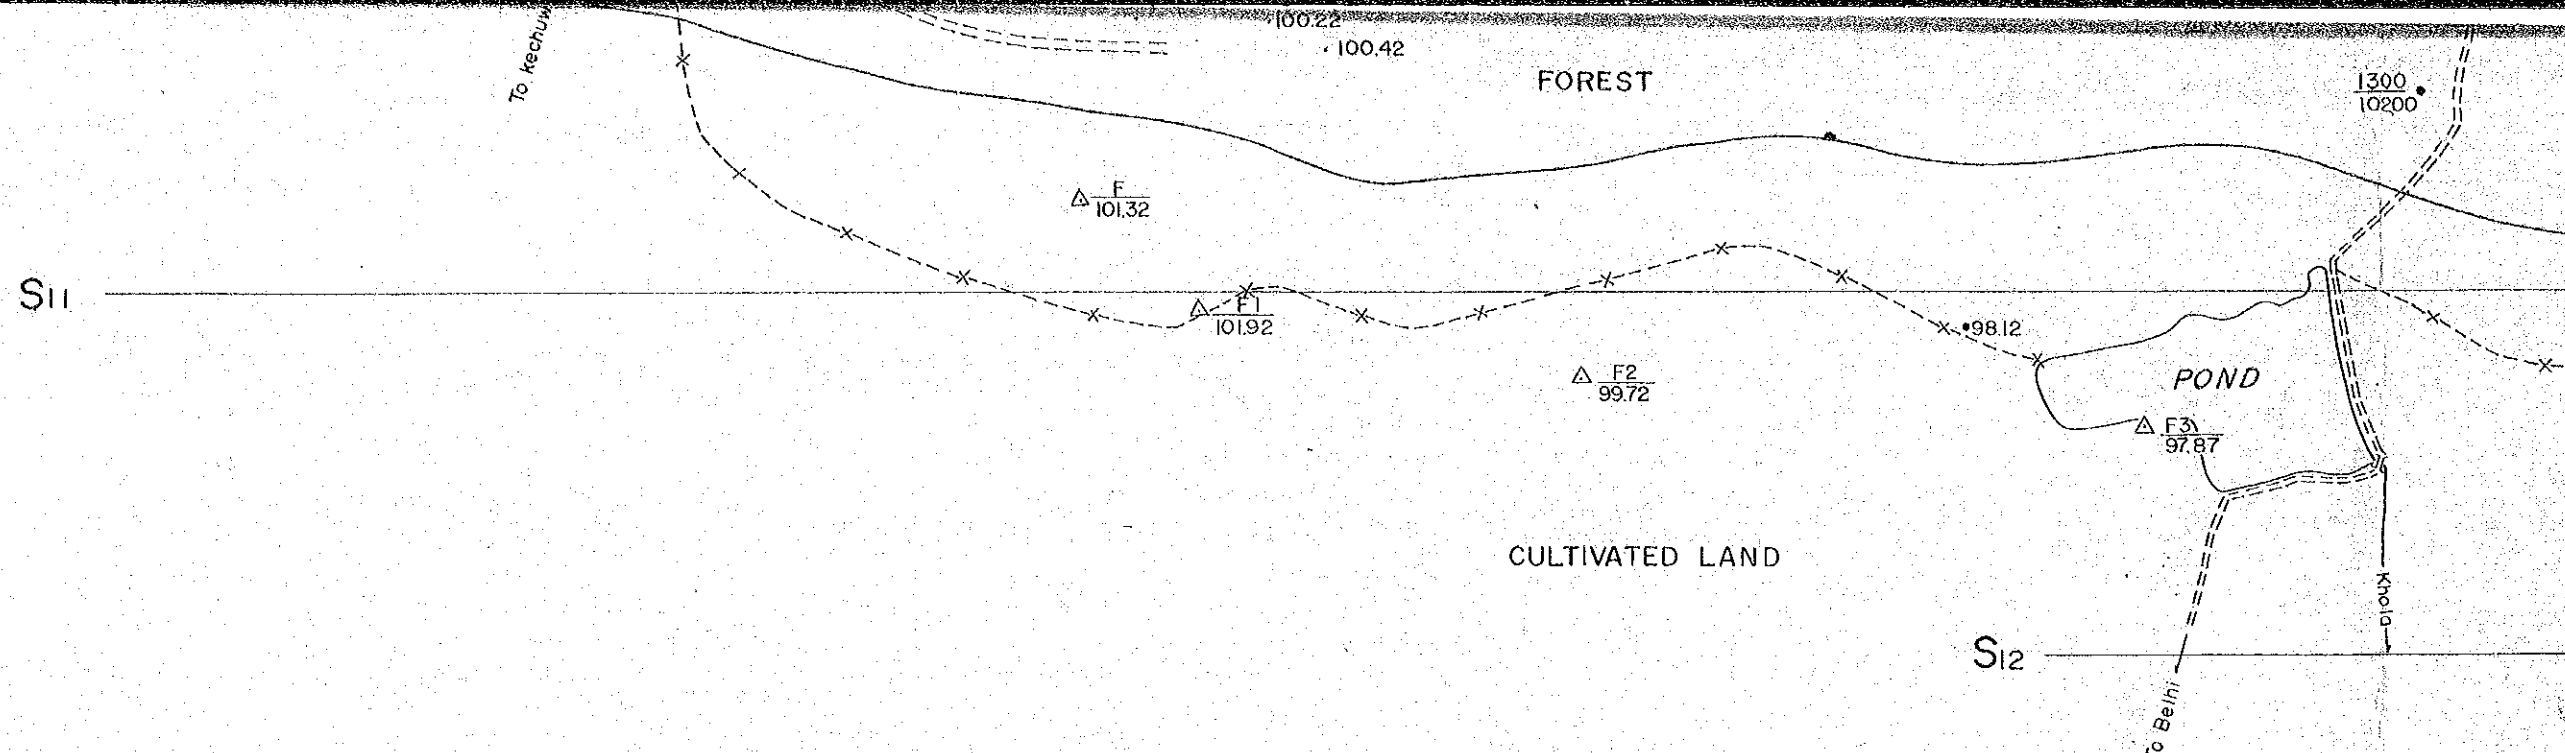 100.22
100.42
To Kechuw
FOREST
1300
10200
F
101.32
S11
F1
101.92
98.12
F2
99.72
POND
F3
97.87
CULTIVATED LAND
Khola
S12
o Belhi